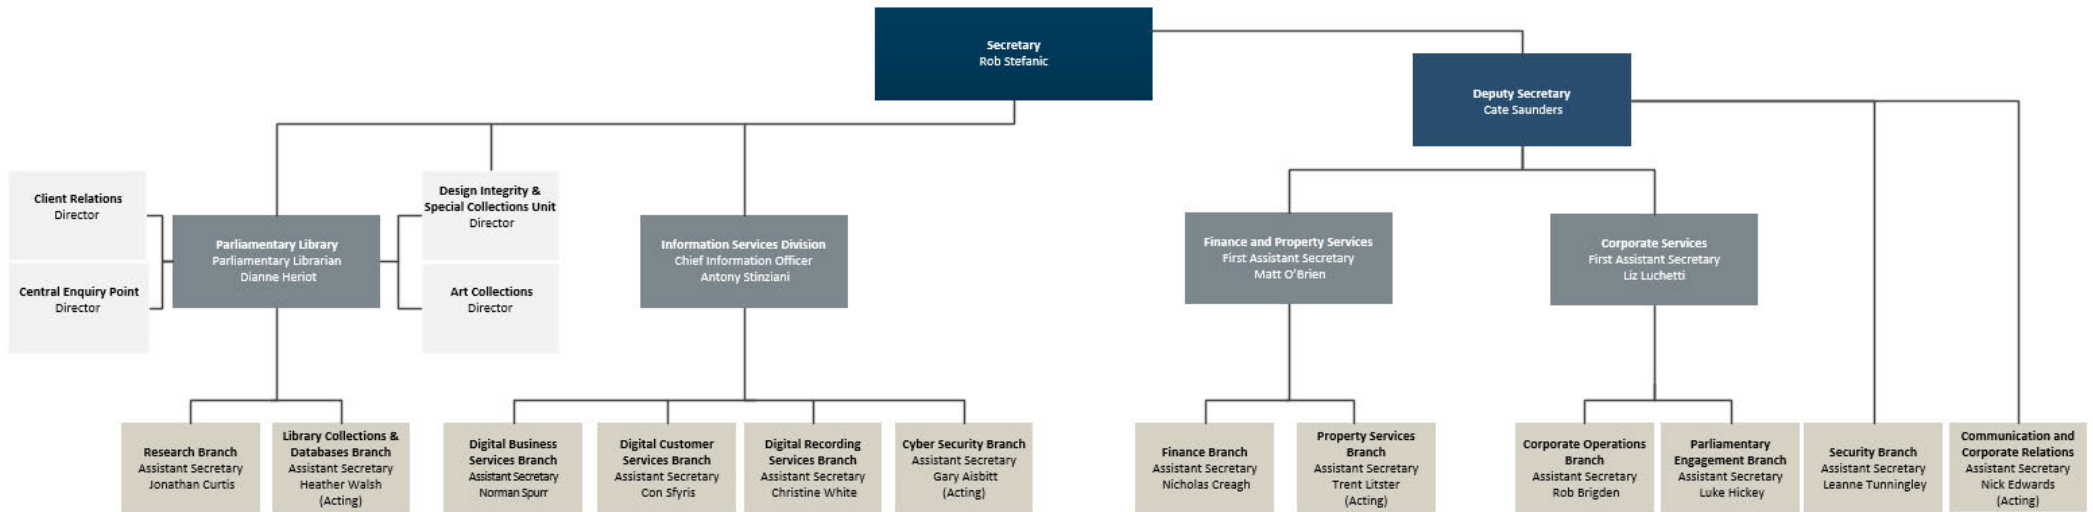 Secretary
Rob Stefanic
Deputy Secretary
Cate Saunders
Client Relations
Director
Central Enquiry Point
Director
Parliamentary Library
Parliamentary Librarian
Dianne Heriot
Design Integrity &
Special Collections Unit
Director
Art Collections
Director
Information Services Division
Chief Information Officer
Antony Stinziani
Finance and Property Services
First Assistant Secretary
Matt O'Brien
Corporate Services
First Assistant Secretary
Liz Luchetti
Research Branch
Assistant Secretary
Jonathan Curtis
Library Collections &
Databases Branch
Assistant Secretary
Heather Walsh
(Acting)
Digital Business
Services Branch
Assistant Secretary
Norman Spurr
Digital Customer
Services Branch
Assistant Secretary
Con Sfyris
Digital Recording
Services Branch
Assistant Secretary
Christine White
Cyber Security Branch
Assistant Secretary
Gary Aisbitt
(Acting)
Finance Branch
Assistant Secretary
Nicholas Creagh
Property Services
Branch
Assistant Secretary
Trent Litster
(Acting)
Corporate Operations
Branch
Assistant Secretary
Rob Brigden
Parliamentary
Engagement Branch
Assistant Secretary
Luke Hickey
Security Branch
Assistant Secretary
Leanne Tunningley
Communication and
Corporate Relations
Assistant Secretary
Nick Edwards
(Acting)